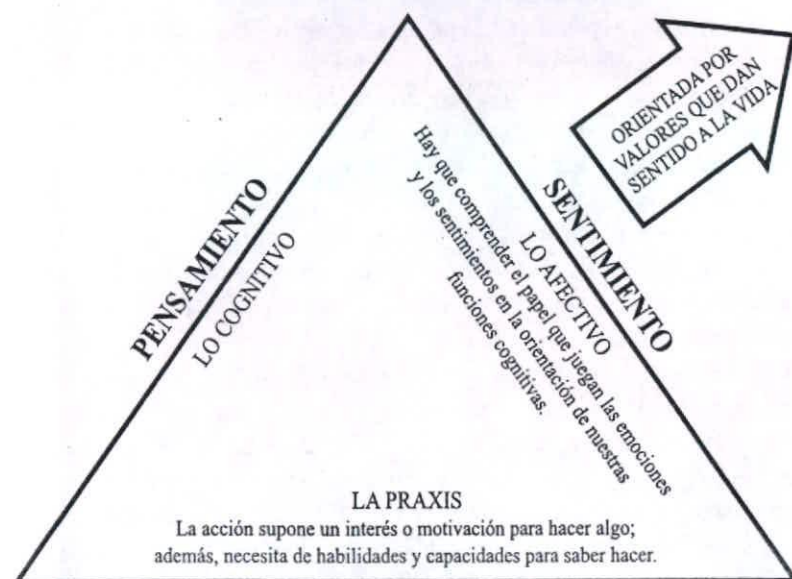 PENSAMIENTO
LO COGNITIVO
SENTIMIENTO
LO AFECTIVO
Hay que comprender el papel que juegan las emociones
y los sentimientos en la orientación de nuestras
funciones cognitivas.
ORIENTADA POR
VALORES QUE DAN
SENTIDO A LA VIDA
LA PRAXIS
La acción supone un interés o motivación para hacer algo;
además, necesita de habilidades y capacidades para saber hacer.